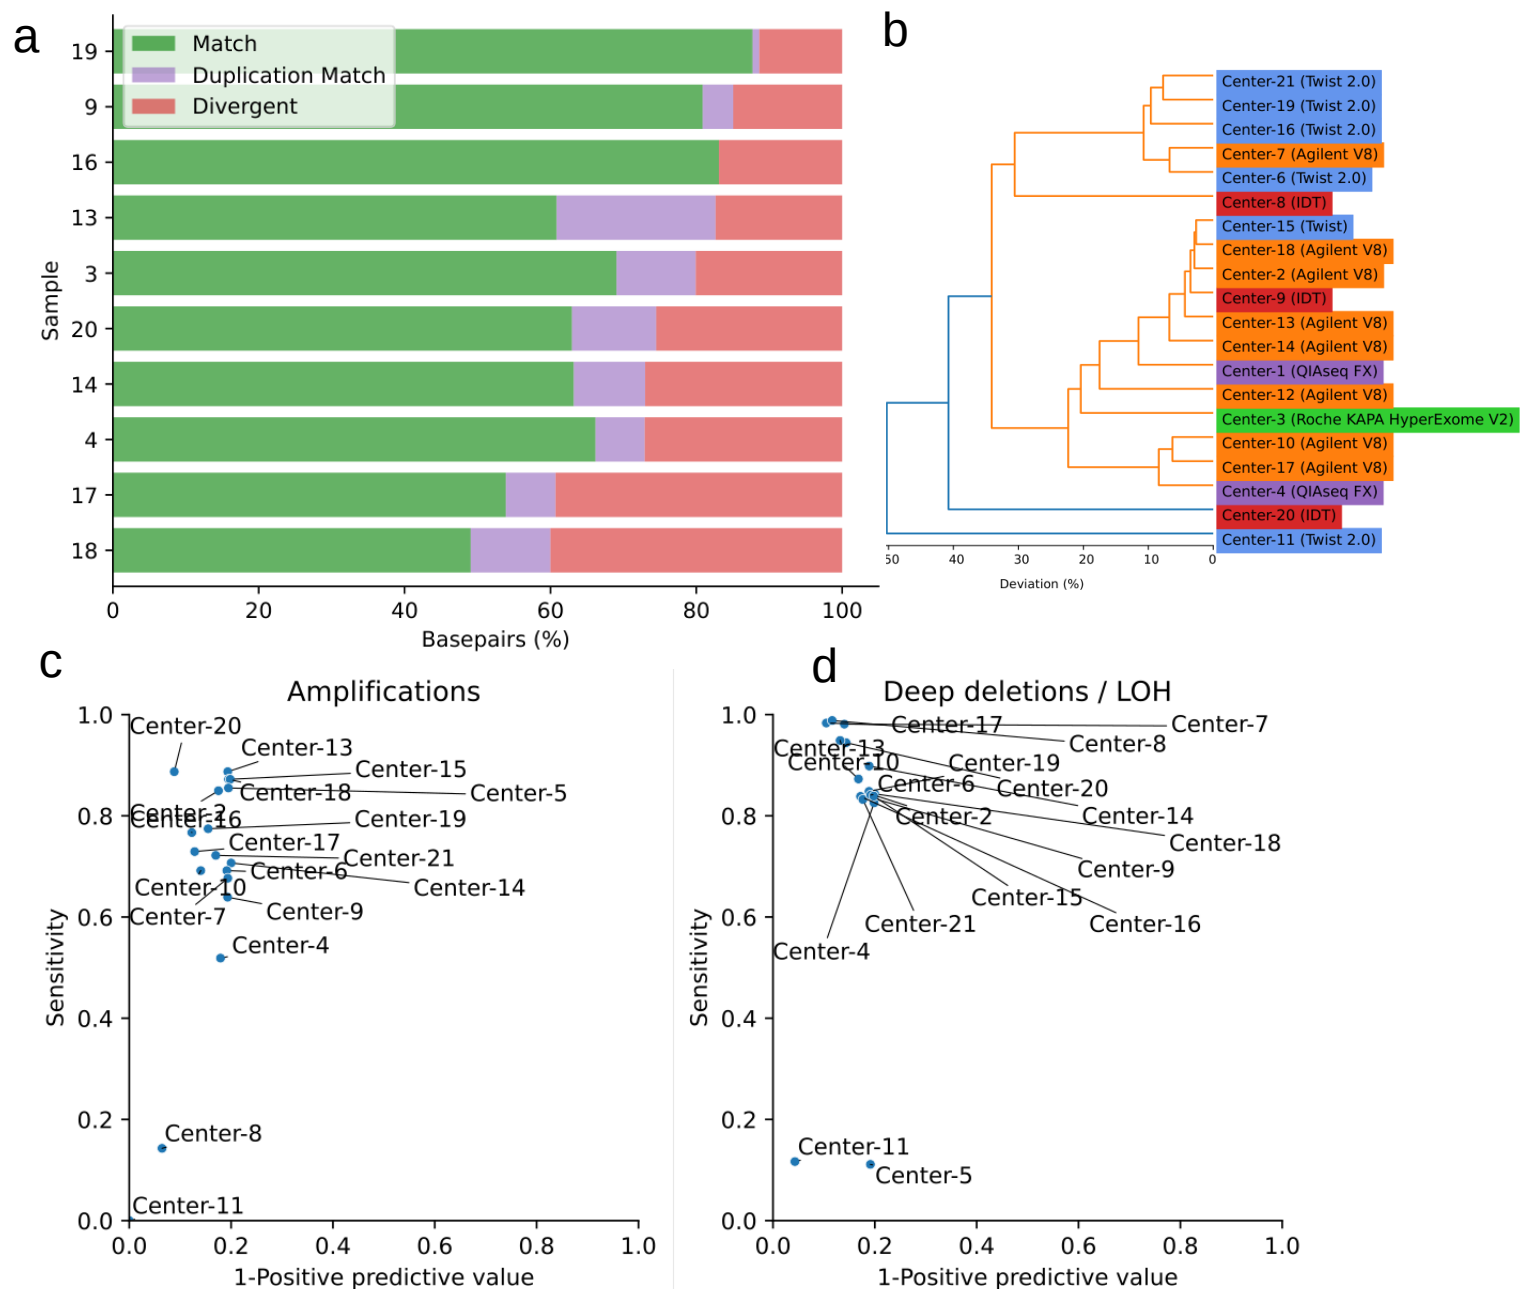 a
Match
Duplication Match
Divergent
Sample
19
9
16
13
3
20
14
4
17
18
0
20
40
60
80
100
Basepairs (%)
b
Center-21 (Twist 2.0)
Center-19 (Twist 2.0)
Center-16 (Twist 2.0)
Center-7 (Agilent V8)
Center-6 (Twist 2.0)
Center-8 (IDT)
Center-15 (Twist)
Center-18 (Agilent V8)
Center-2 (Agilent V8)
Center-9 (IDT)
Center-13 (Agilent V8)
Center-14 (Agilent V8)
Center-1 (QIAseq FX)
Center-12 (Agilent V8)
Center-3 (Roche KAPA HyperExome V2)
Center-10 (Agilent V8)
Center-17 (Agilent V8)
Center-4 (QIAseq FX)
Center-20 (IDT)
Center-11 (Twist 2.0)
50
40
30
20
10
0
Deviation (%)
c
Amplifications
Sensitivity
1.0
0.8
0.6
0.4
0.2
0.0
Center-20
Center-13
Center-15
Center-18
Center-5
Center-2
Center-16
Center-19
Center-17
Center-21
Center-6
Center-14
Center-10
Center-7
Center-9
Center-4
Center-8
Center-11
0.0
0.2
0.4
0.6
0.8
1.0
1-Positive predictive value
d
Deep deletions / LOH
Sensitivity
1.0
0.8
0.6
0.4
0.2
0.0
Center-17
Center-7
Center-8
Center-13
Center-10
Center-19
Center-6
Center-20
Center-2
Center-14
Center-18
Center-9
Center-15
Center-21
Center-16
Center-4
Center-11
Center-5
0.0
0.2
0.4
0.6
0.8
1.0
1-Positive predictive value